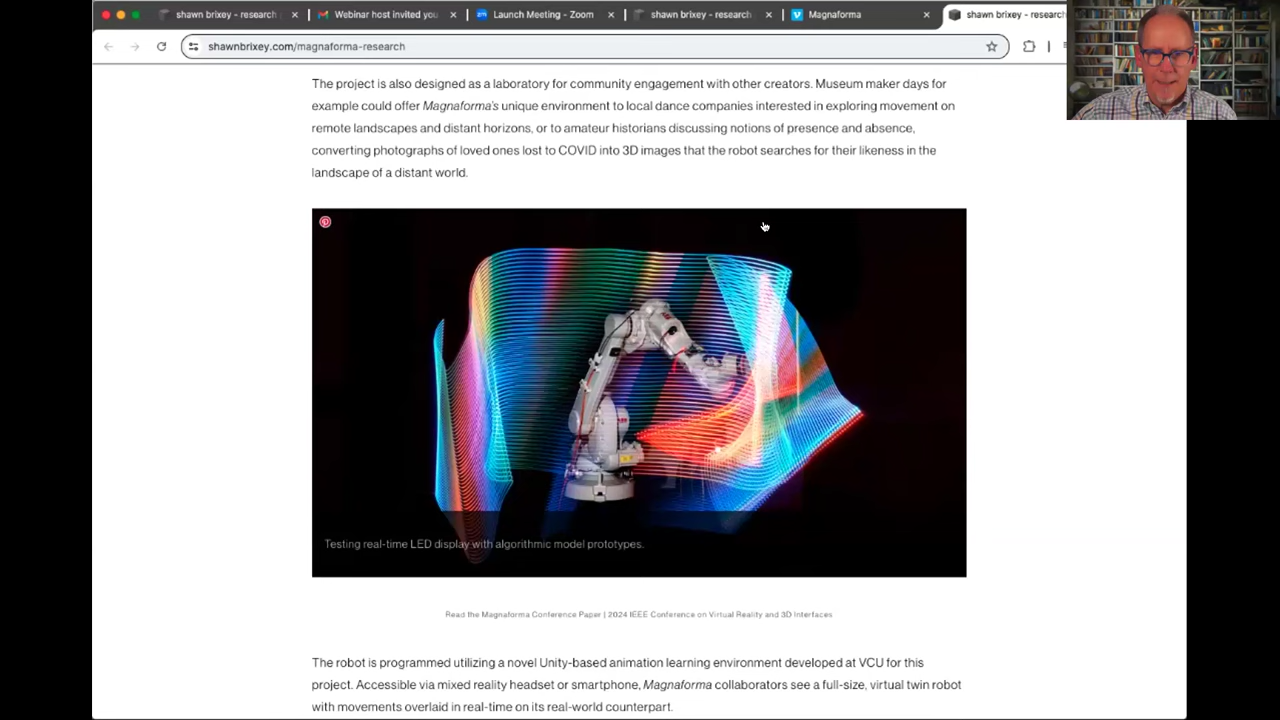 shawn brixey - research
Webinar host invited you
Launch Meeting - Zoom
shawn brixey - research
Magnaforma
shawn brixey - research
shawnbrixey.com/magnaforma-research
The project is also designed as a laboratory for community engagement with other creators. Museum maker days for
example could offer Magnaforma's unique environment to local dance companies interested in exploring movement on
remote landscapes and distant horizons, or to amateur historians discussing notions of presence and absence,
converting photographs of loved ones lost to COVID into 3D images that the robot searches for their likeness in the
landscape of a distant world.
Testing real-time LED display with algorithmic model prototypes.
Read the Magnaforma Conference Paper | 2024 IEEE Conference on Virtual Reality and 3D Interfaces
The robot is programmed utilizing a novel Unity-based animation learning environment developed at VCU for this
project. Accessible via mixed reality headset or smartphone, Magnaforma collaborators see a full-size, virtual twin robot
with movements overlaid in real-time on its real-world counterpart.